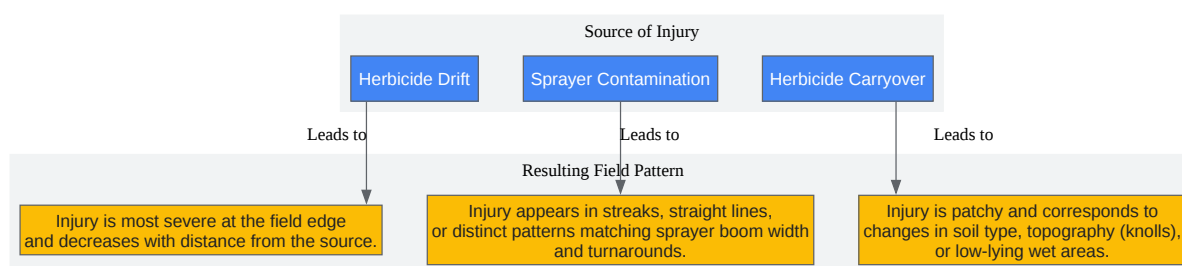 Source of Injury
Herbicide Drift
Sprayer Contamination
Herbicide Carryover
Leads to
Leads to
Leads to
Resulting Field Pattern
Injury is most severe at the field edge
and decreases with distance from the source.
Injury appears in streaks, straight lines,
or distinct patterns matching sprayer boom width
and turnarounds.
Injury is patchy and corresponds to
changes in soil type, topography (knolls),
or low-lying wet areas.